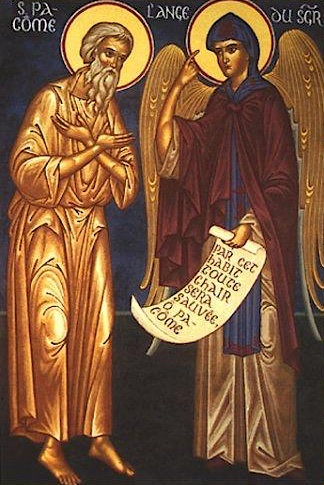 S. PA-
CÔME
L'ANGE
DU SGR
PAR CET
HABIT
TOUTE
CHAIR
SERA
SAUVÉE,
Ô PA-
CÔME